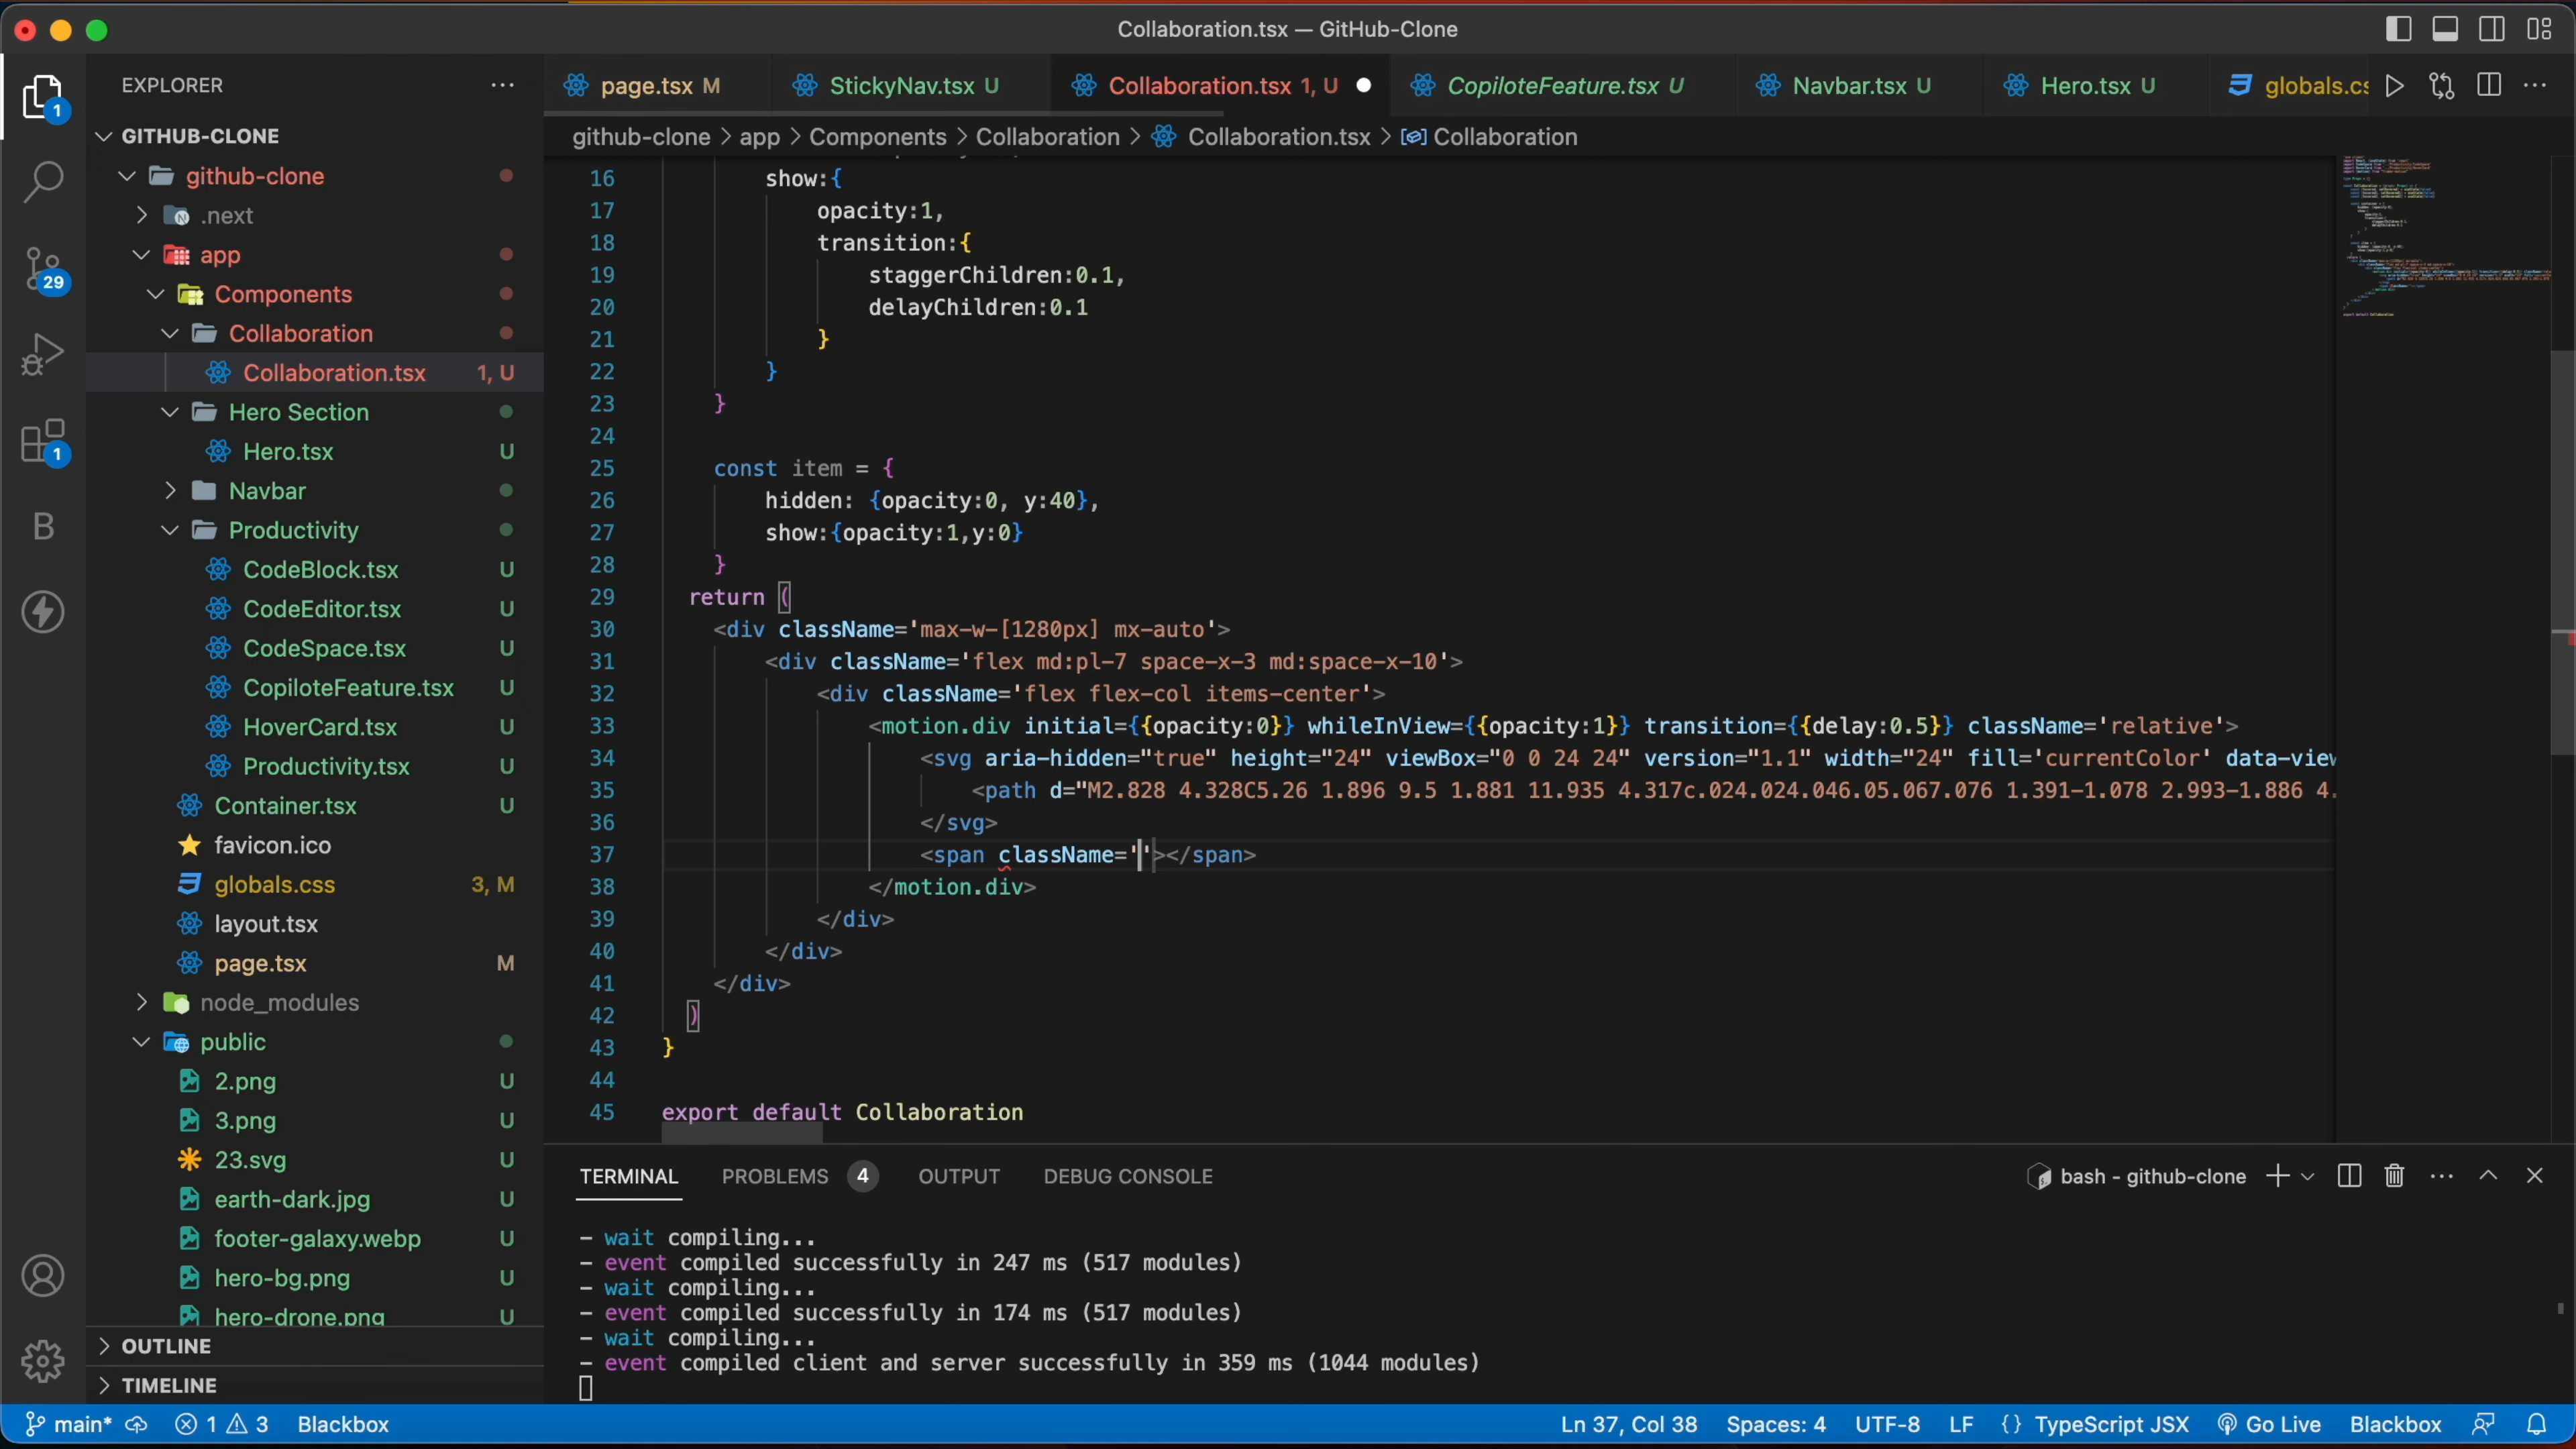 Collaboration.tsx — GitHub-Clone
EXPLORER
GITHUB-CLONE
github-clone
.next
app
Components
Collaboration
Collaboration.tsx 1, U
Hero Section
Hero.tsx U
Navbar
Productivity
CodeBlock.tsx U
CodeEditor.tsx U
CodeSpace.tsx U
CopiloteFeature.tsx U
HoverCard.tsx U
Productivity.tsx U
Container.tsx U
favicon.ico
globals.css 3, M
layout.tsx
page.tsx M
node_modules
public
2.png U
3.png U
23.svg U
earth-dark.jpg U
footer-galaxy.webp U
hero-bg.png U
hero-drone.png U
OUTLINE
TIMELINE
1
29
1
B
page.tsx M
StickyNav.tsx U
Collaboration.tsx 1, U
CopiloteFeature.tsx U
Navbar.tsx U
Hero.tsx U
globals.cs
github-clone > app > Components > Collaboration > Collaboration.tsx > Collaboration
16 show:{
17 opacity:1,
18 transition:{
19 staggerChildren:0.1,
20 delayChildren:0.1
21 }
22 }
23 }
24
25 const item = {
26 hidden: {opacity:0, y:40},
27 show:{opacity:1,y:0}
28 }
29 return (
30 <div className='max-w-[1280px] mx-auto'>
31 <div className='flex md:pl-7 space-x-3 md:space-x-10'>
32 <div className='flex flex-col items-center'>
33 <motion.div initial={{opacity:0}} whileInView={{opacity:1}} transition={{delay:0.5}} className='relative'>
34 <svg aria-hidden="true" height="24" viewBox="0 0 24 24" version="1.1" width="24" fill='currentColor' data-view
35 <path d="M2.828 4.328C5.26 1.896 9.5 1.881 11.935 4.317c.024.024.046.05.067.076 1.391-1.078 2.993-1.886 4.
36 </svg>
37 <span className=''></span>
38 </motion.div>
39 </div>
40 </div>
41 </div>
42 )
43 }
44
45 export default Collaboration
TERMINAL PROBLEMS 4 OUTPUT DEBUG CONSOLE
bash - github-clone
- wait compiling...
- event compiled successfully in 247 ms (517 modules)
- wait compiling...
- event compiled successfully in 174 ms (517 modules)
- wait compiling...
- event compiled client and server successfully in 359 ms (1044 modules)
main* 1 3 Blackbox
Ln 37, Col 38 Spaces: 4 UTF-8 LF {} TypeScript JSX Go Live Blackbox